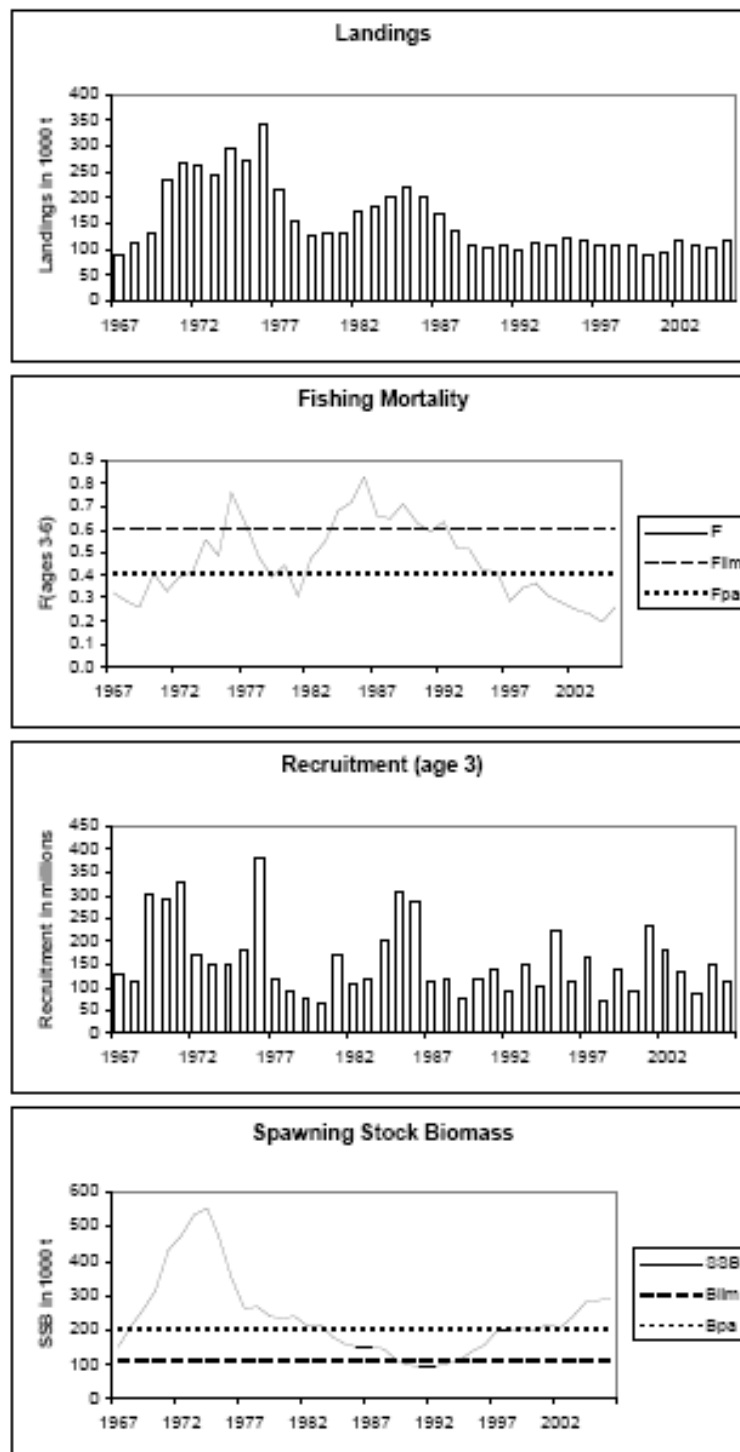 Landings
Landings in 1000 t
400
350
300
250
200
150
100
50
0
1967 1972 1977 1982 1987 1992 1997 2002
Fishing Mortality
F(ages 3-6)
0.9
0.8
0.7
0.6
0.5
0.4
0.3
0.2
0.1
0.0
1967 1972 1977 1982 1987 1992 1997 2002
F
Flim
Fpa
Recruitment (age 3)
Recruitment in millions
450
400
350
300
250
200
150
100
50
0
1967 1972 1977 1982 1987 1992 1997 2002
Spawning Stock Biomass
SSB in 1000 t
600
500
400
300
200
100
0
1967 1972 1977 1982 1987 1992 1997 2002
SSB
Blim
Bpa